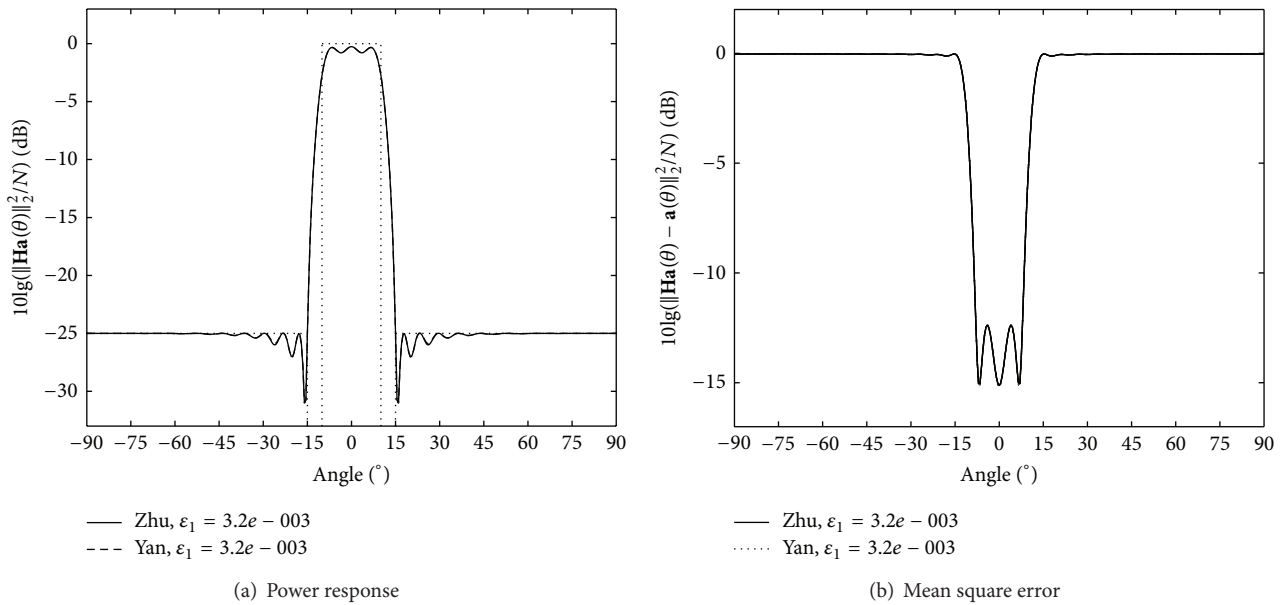 10lg(‖Ha(θ)‖₂²/N) (dB)
0
−5
−10
−15
−20
−25
−30
−90 −75 −60 −45 −30 −15 0 15 30 45 60 75 90
Angle (°)
Zhu, ε₁ = 3.2e − 003
Yan, ε₁ = 3.2e − 003
(a) Power response
10lg(‖Ha(θ) − a(θ)‖₂²/N) (dB)
0
−5
−10
−15
−90 −75 −60 −45 −30 −15 0 15 30 45 60 75 90
Angle (°)
Zhu, ε₁ = 3.2e − 003
Yan, ε₁ = 3.2e − 003
(b) Mean square error